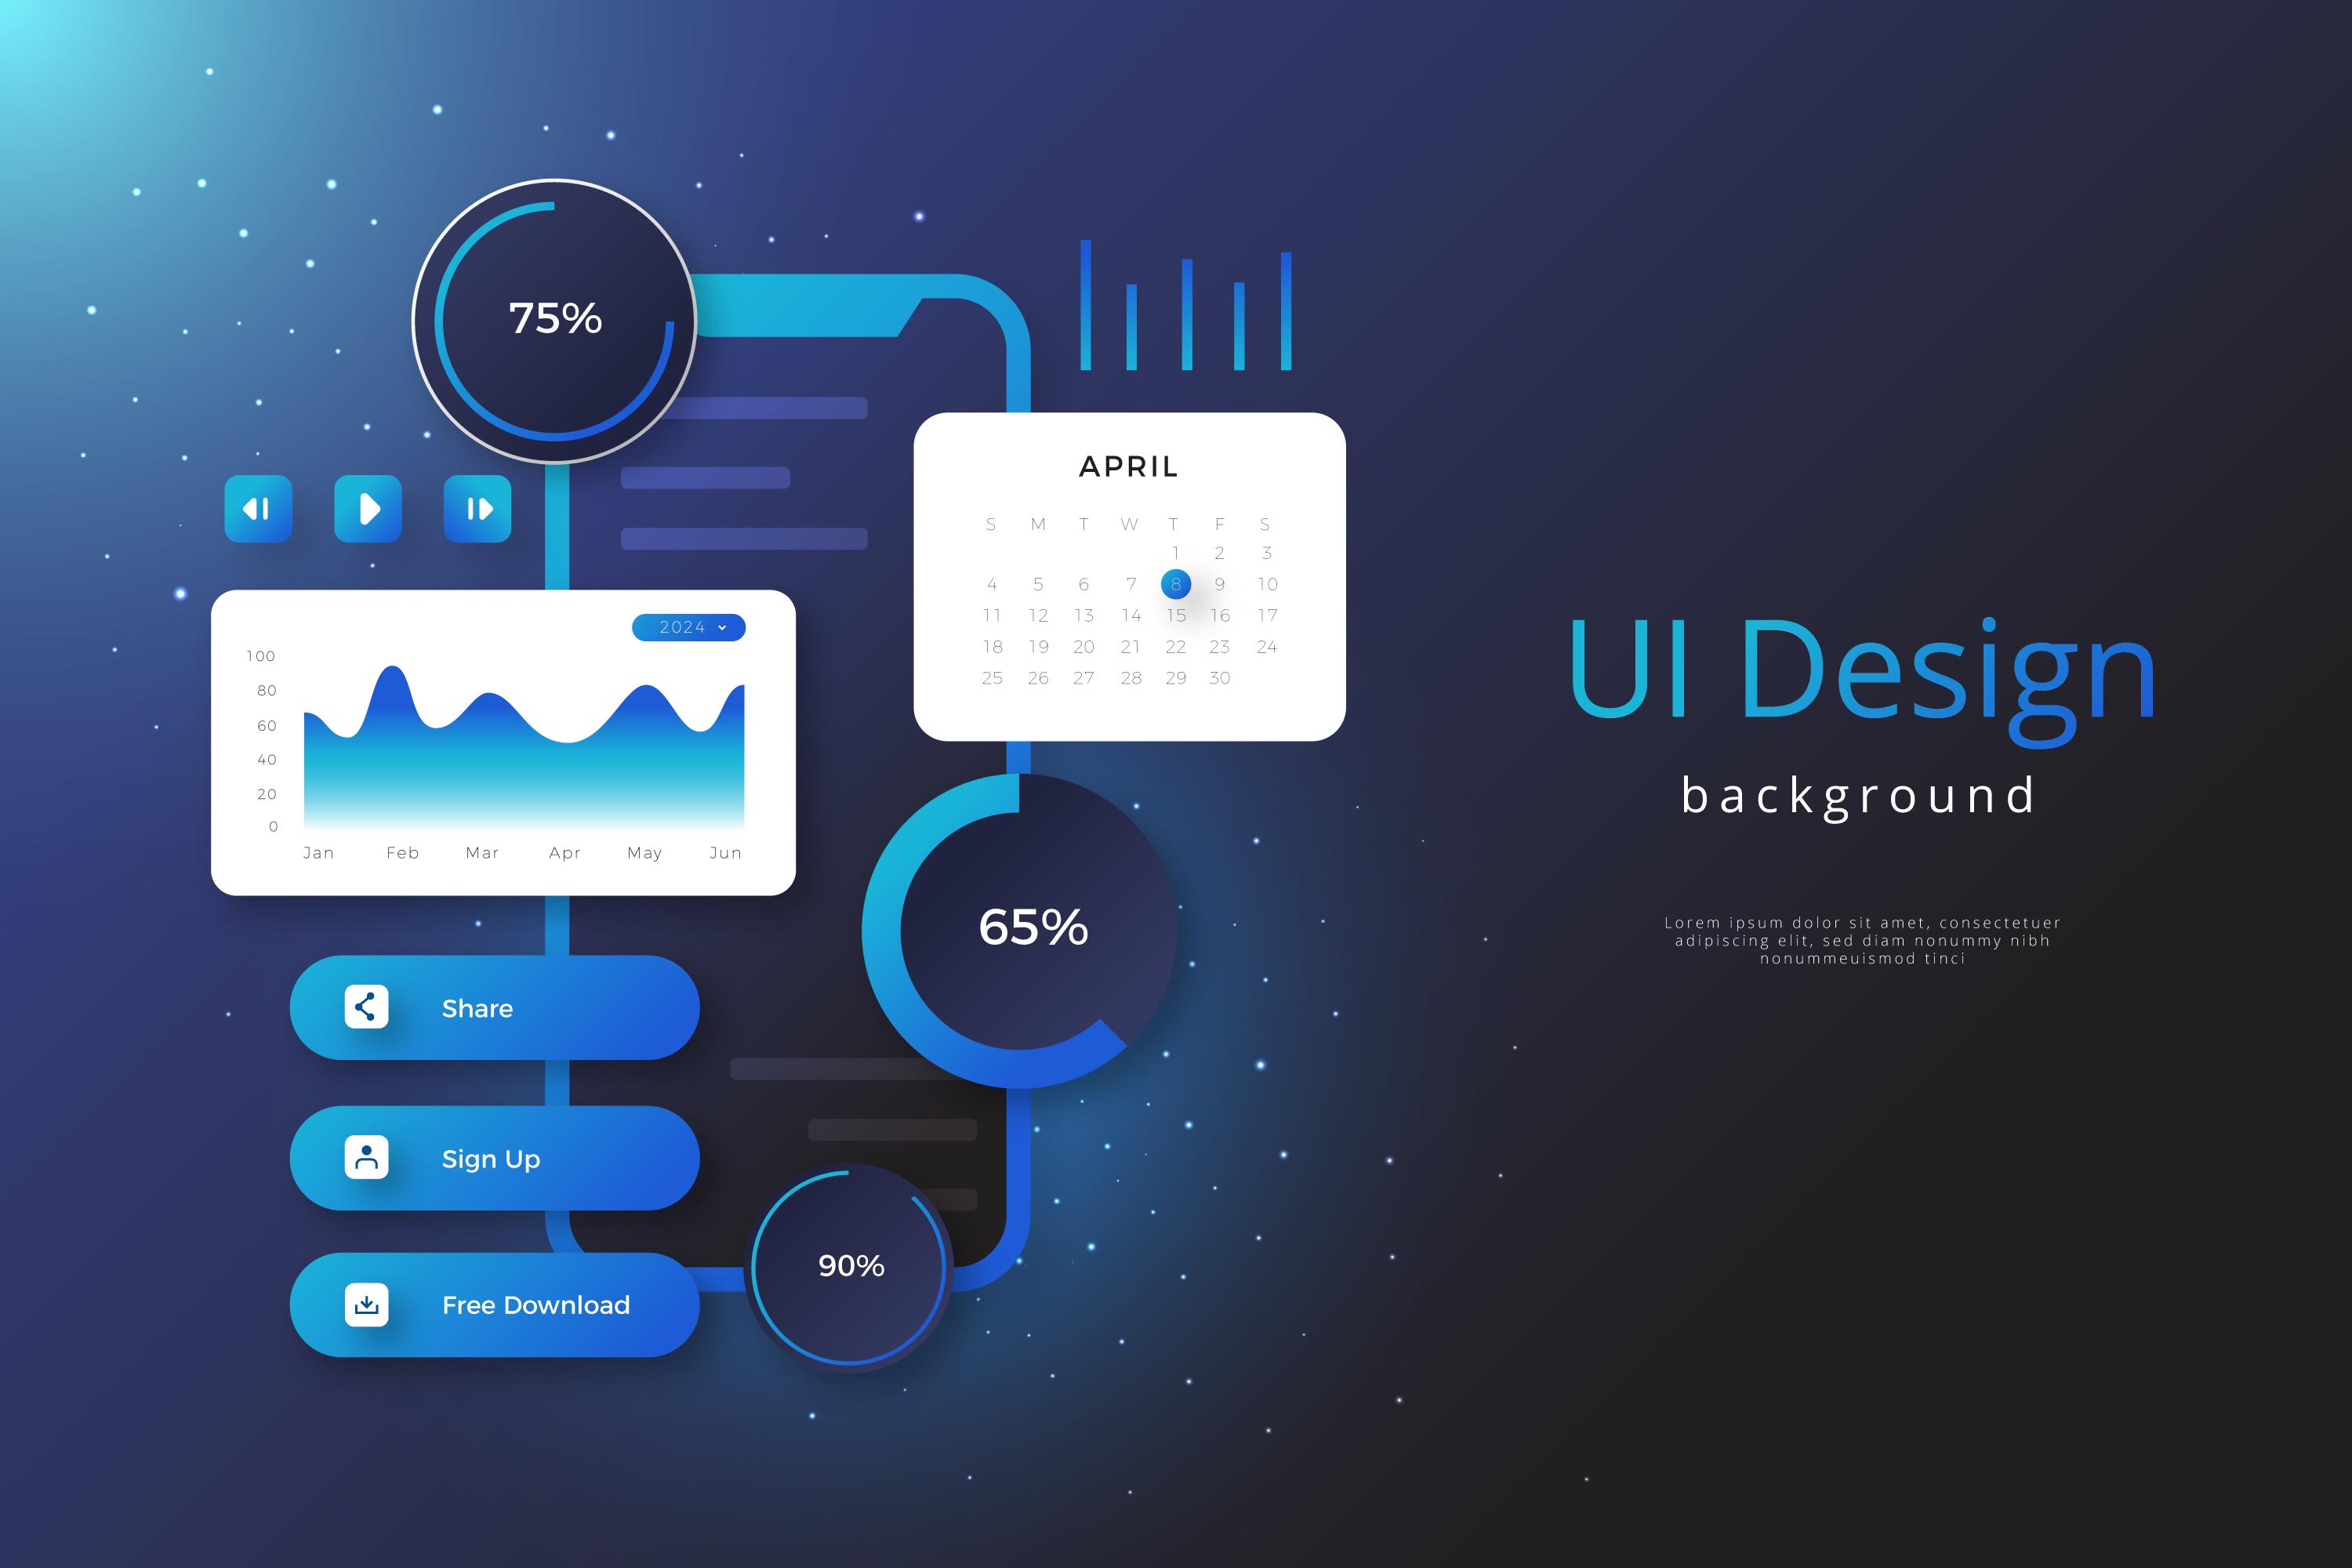 75%
APRIL
S M T W T F S
1 2 3
4 5 6 7 8 9 10
11 12 13 14 15 16 17
18 19 20 21 22 23 24
25 26 27 28 29 30
2024
100
80
60
40
20
0
Jan Feb Mar Apr May Jun
65%
Share
Sign Up
Free Download
90%
UI Design
background
Lorem ipsum dolor sit amet, consectetuer
adipiscing elit, sed diam nonummy nibh
nonummeuismod tinci